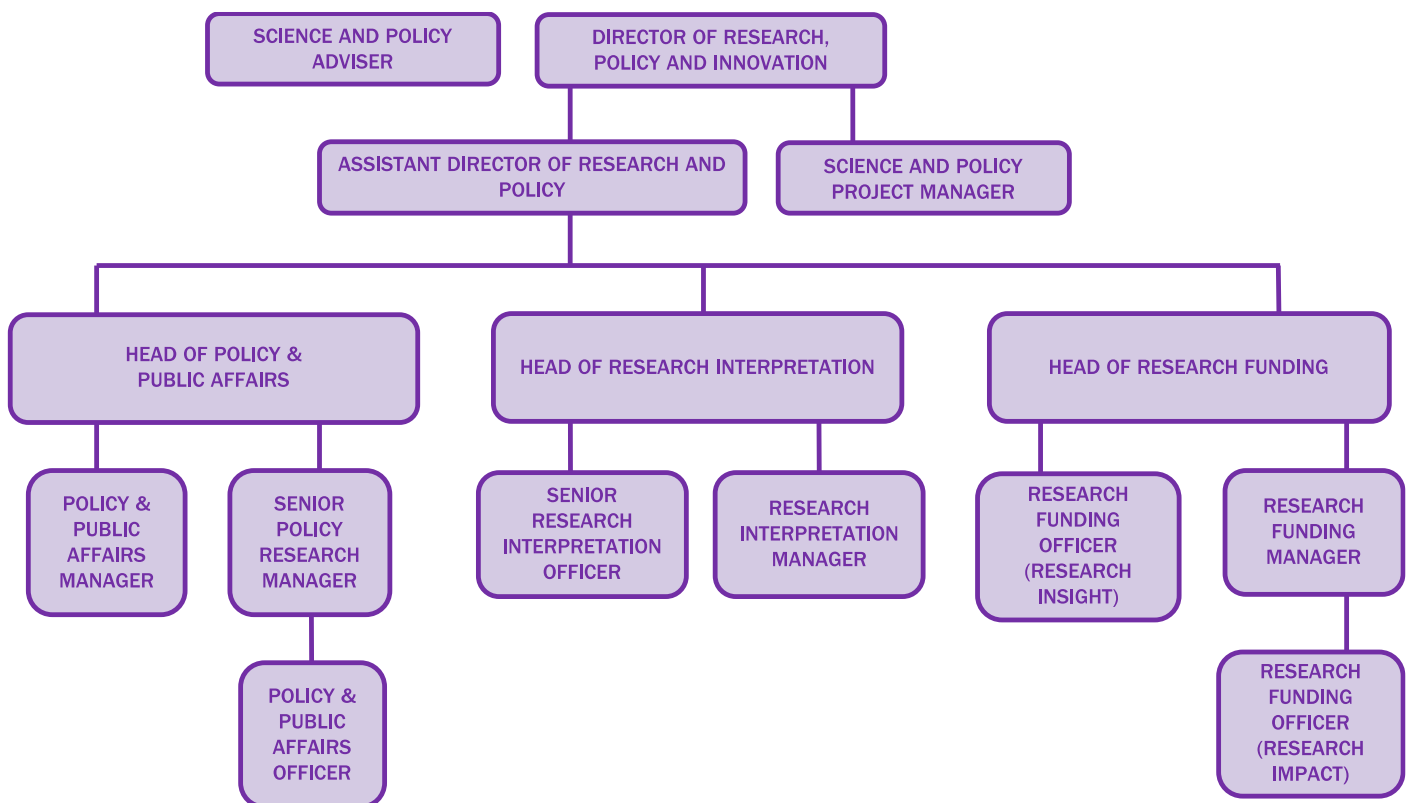 SCIENCE AND POLICY
ADVISER
DIRECTOR OF RESEARCH,
POLICY AND INNOVATION
ASSISTANT DIRECTOR OF RESEARCH AND
POLICY
SCIENCE AND POLICY
PROJECT MANAGER
HEAD OF POLICY &
PUBLIC AFFAIRS
HEAD OF RESEARCH INTERPRETATION
HEAD OF RESEARCH FUNDING
POLICY &
PUBLIC
AFFAIRS
MANAGER
SENIOR
POLICY
RESEARCH
MANAGER
SENIOR
RESEARCH
INTERPRETATION
OFFICER
RESEARCH
INTERPRETATION
MANAGER
RESEARCH
FUNDING
OFFICER
(RESEARCH
INSIGHT)
RESEARCH
FUNDING
MANAGER
POLICY &
PUBLIC
AFFAIRS
OFFICER
RESEARCH
FUNDING
OFFICER
(RESEARCH
IMPACT)